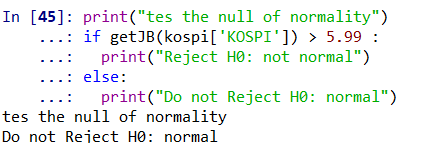 In [45]: print("tes the null of normality")
    ...: if getJB(kospi['KOSPI']) > 5.99 :
    ...:   print("Reject H0: not normal")
    ...: else:
    ...:   print("Do not Reject H0: normal")
tes the null of normality
Do not Reject H0: normal